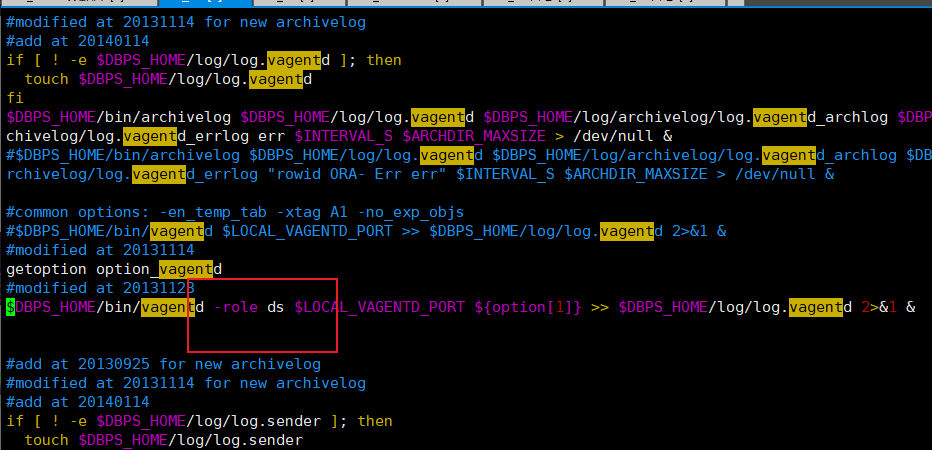 #modified at 20131114 for new archivelog
#add at 20140114
if [ ! -e $DBPS_HOME/log/log.vagentd ]; then
  touch $DBPS_HOME/log/log.vagentd
fi
$DBPS_HOME/bin/archivelog $DBPS_HOME/log/log.vagentd $DBPS_HOME/log/archivelog/log.vagentd_archlog $DBP
chivelog/log.vagentd_errlog err $INTERVAL_S $ARCHDIR_MAXSIZE > /dev/null &
#$DBPS_HOME/bin/archivelog $DBPS_HOME/log/log.vagentd $DBPS_HOME/log/archivelog/log.vagentd_archlog $DB
rchivelog/log.vagentd_errlog "rowid ORA- Err err" $INTERVAL_S $ARCHDIR_MAXSIZE > /dev/null &
#common options: -en_temp_tab -xtag A1 -no_exp_objs
#$DBPS_HOME/bin/vagentd $LOCAL_VAGENTD_PORT >> $DBPS_HOME/log/log.vagentd 2>&1 &
#modified at 20131114
getoption option_vagentd
#modified at 20131128
$DBPS_HOME/bin/vagentd -role ds $LOCAL_VAGENTD_PORT ${option[1]} >> $DBPS_HOME/log/log.vagentd 2>&1 &
#add at 20130925 for new archivelog
#modified at 20131114 for new archivelog
#add at 20140114
if [ ! -e $DBPS_HOME/log/log.sender ]; then
  touch $DBPS_HOME/log/log.sender